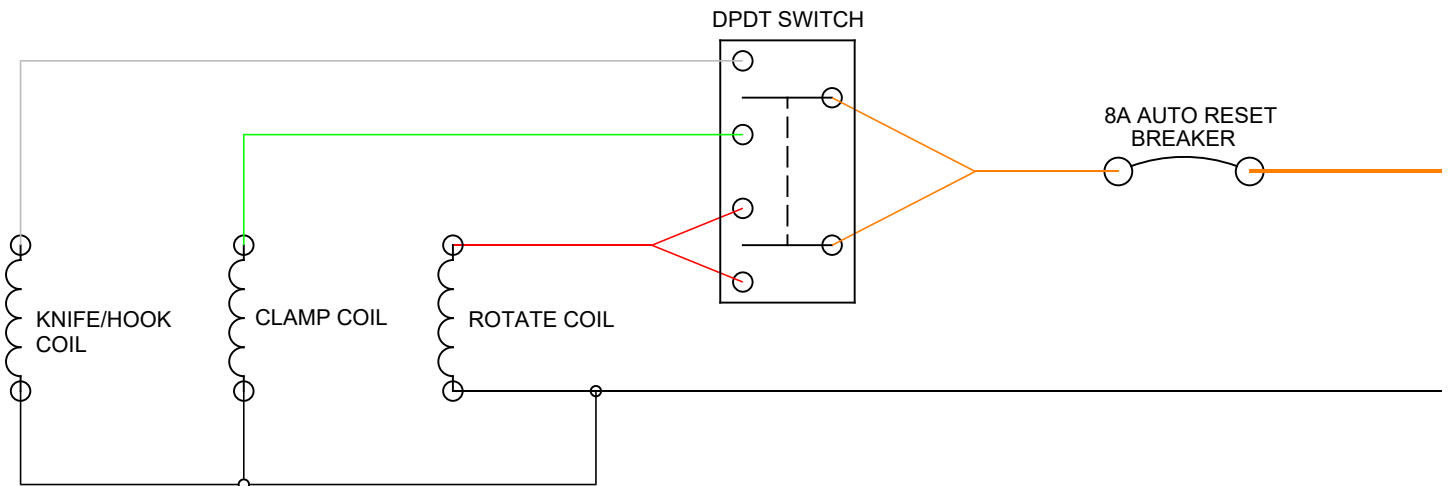 DPDT SWITCH
8A AUTO RESET
BREAKER
KNIFE/HOOK
COIL
CLAMP COIL
ROTATE COIL